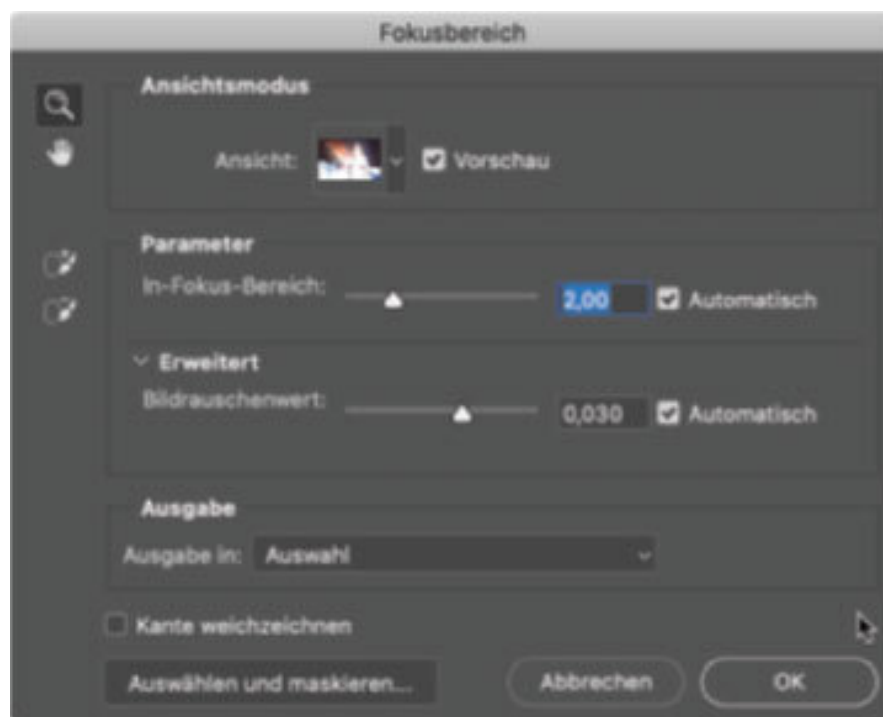 Fokusbereich
Ansichtsmodus
Ansicht: Vorschau
Parameter
In-Fokus-Bereich: 2,00 Automatisch
Erweitert
Bildrauschenwert: 0,030 Automatisch
Ausgabe
Ausgabe in: Auswahl
Kante weichzeichnen
Auswählen und maskieren... Abbrechen OK